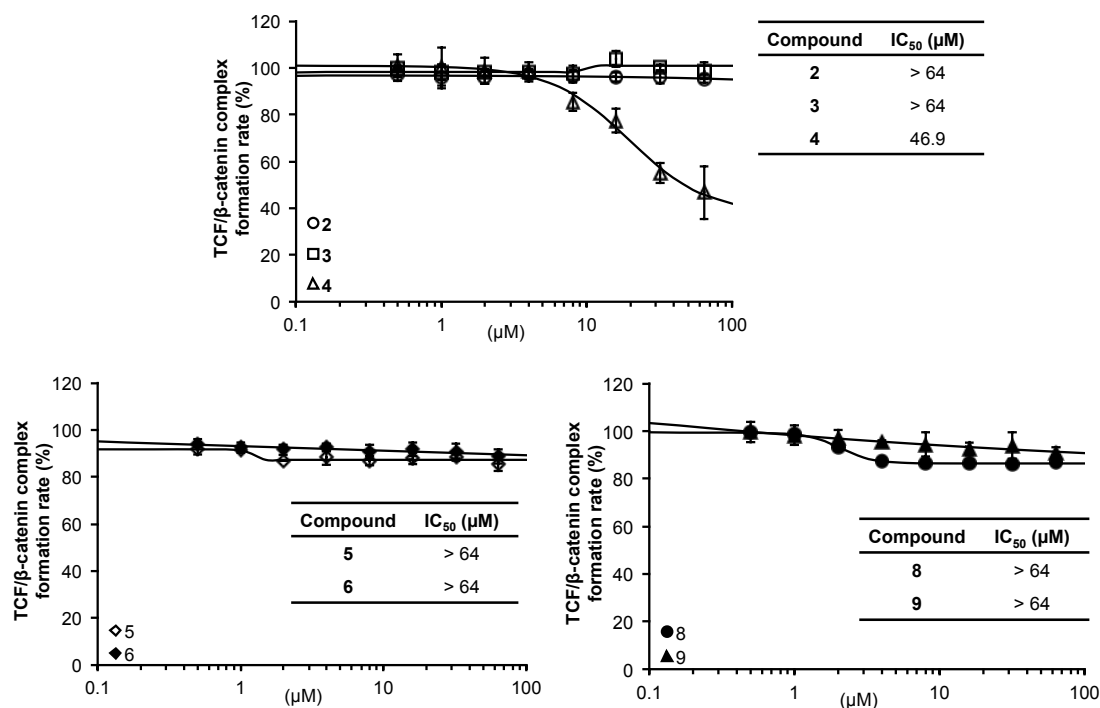 TCF/β-catenin complex
formation rate (%)
120
100
80
60
40
20
0
0.1
1
10
100
(μM)
2
3
4
Compound IC50 (μM)
2 > 64
3 > 64
4 46.9
TCF/β-catenin complex
formation rate (%)
120
100
80
60
40
20
0
0.1
1
10
100
(μM)
5
6
Compound IC50 (μM)
5 > 64
6 > 64
TCF/β-catenin complex
formation rate (%)
120
100
80
60
40
20
0
0.1
1
10
100
(μM)
8
9
Compound IC50 (μM)
8 > 64
9 > 64